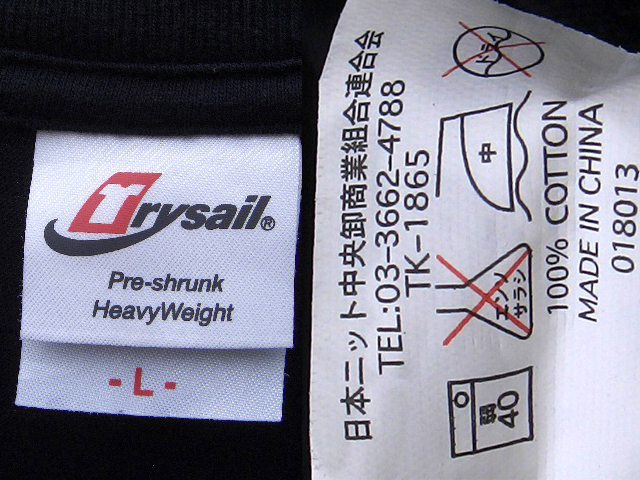 Trysail®
Pre-shrunk
HeavyWeight
- L -
ドライ
中
エンソ
サラシ
弱
40
100% COTTON
MADE IN CHINA
018013
日本ニット中央卸商業組合連合会
TEL:03-3662-4788
TK-1865